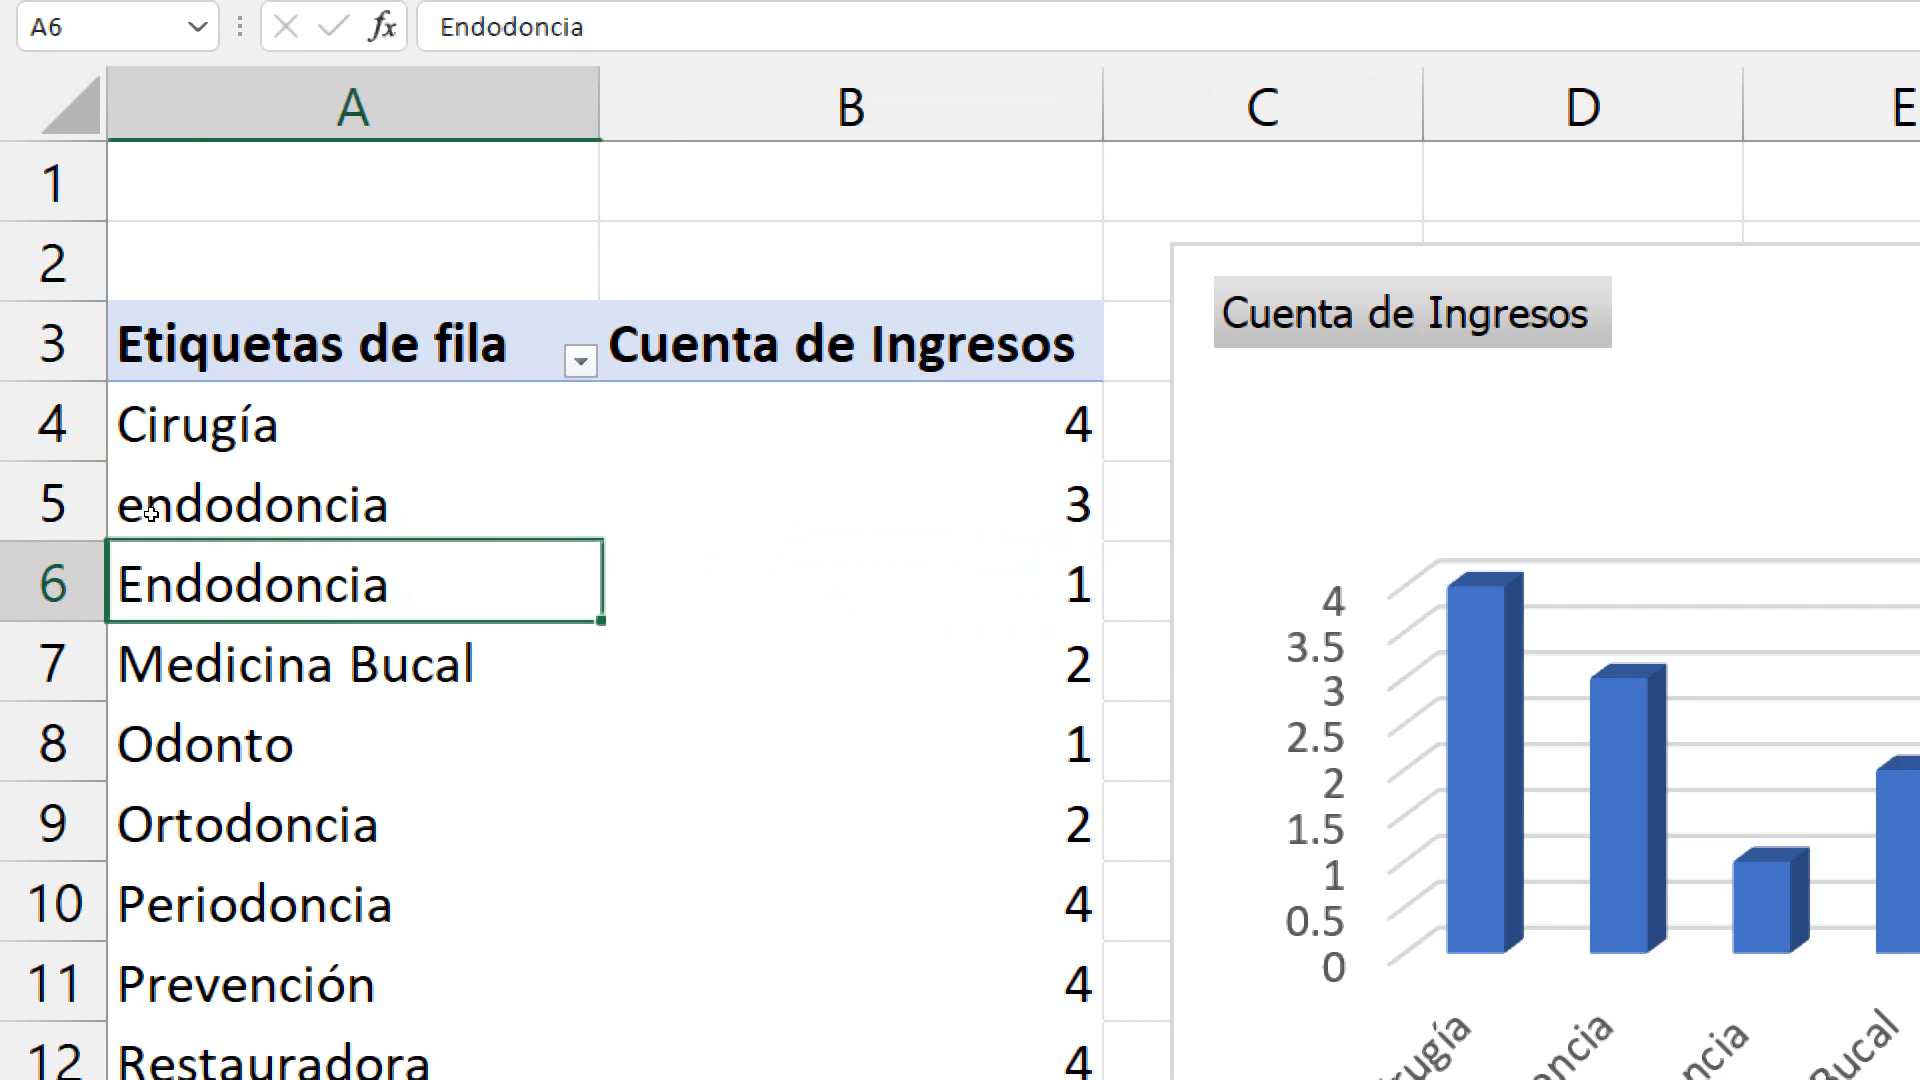 A6
fx
Endodoncia
A B C D E
1
2
3 Etiquetas de fila Cuenta de Ingresos
4 Cirugía 4
5 endodoncia 3
6 Endodoncia 1
7 Medicina Bucal 2
8 Odonto 1
9 Ortodoncia 2
10 Periodoncia 4
11 Prevención 4
12 Restauradora 4
Cuenta de Ingresos
4
3.5
3
2.5
2
1.5
1
0.5
0
Bucal